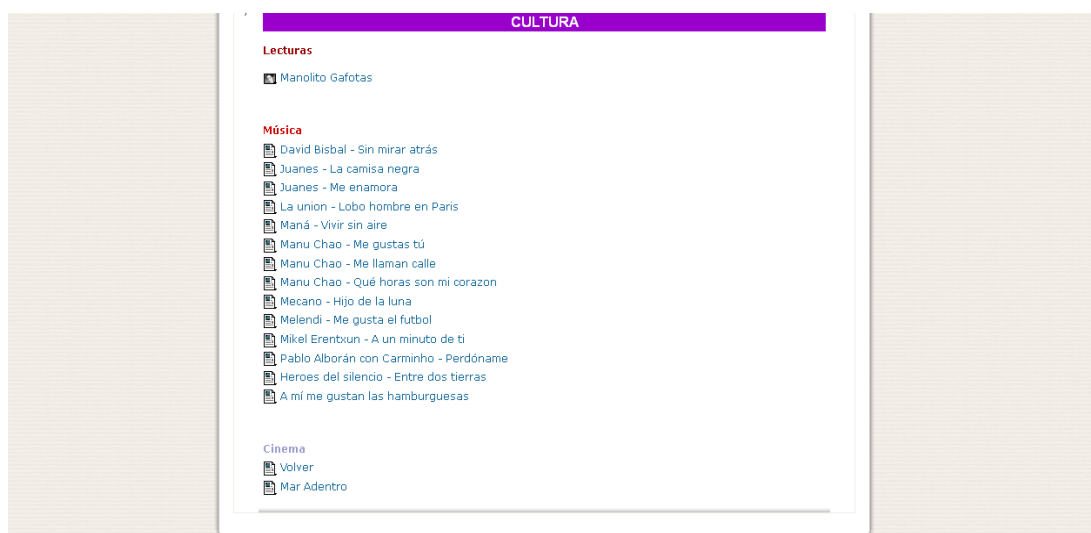 CULTURA
Lecturas
Manolito Gafotas
Música
David Bisbal - Sin mirar atrás
Juanes - La camisa negra
Juanes - Me enamora
La union - Lobo hombre en Paris
Maná - Vivir sin aire
Manu Chao - Me gustas tú
Manu Chao - Me llaman calle
Manu Chao - Qué horas son mi corazon
Mecano - Hijo de la luna
Melendi - Me gusta el futbol
Mikel Erentxun - A un minuto de ti
Pablo Alborán con Carminho - Perdóname
Heroes del silencio - Entre dos tierras
A mí me gustan las hamburguesas
Cinema
Volver
Mar Adentro